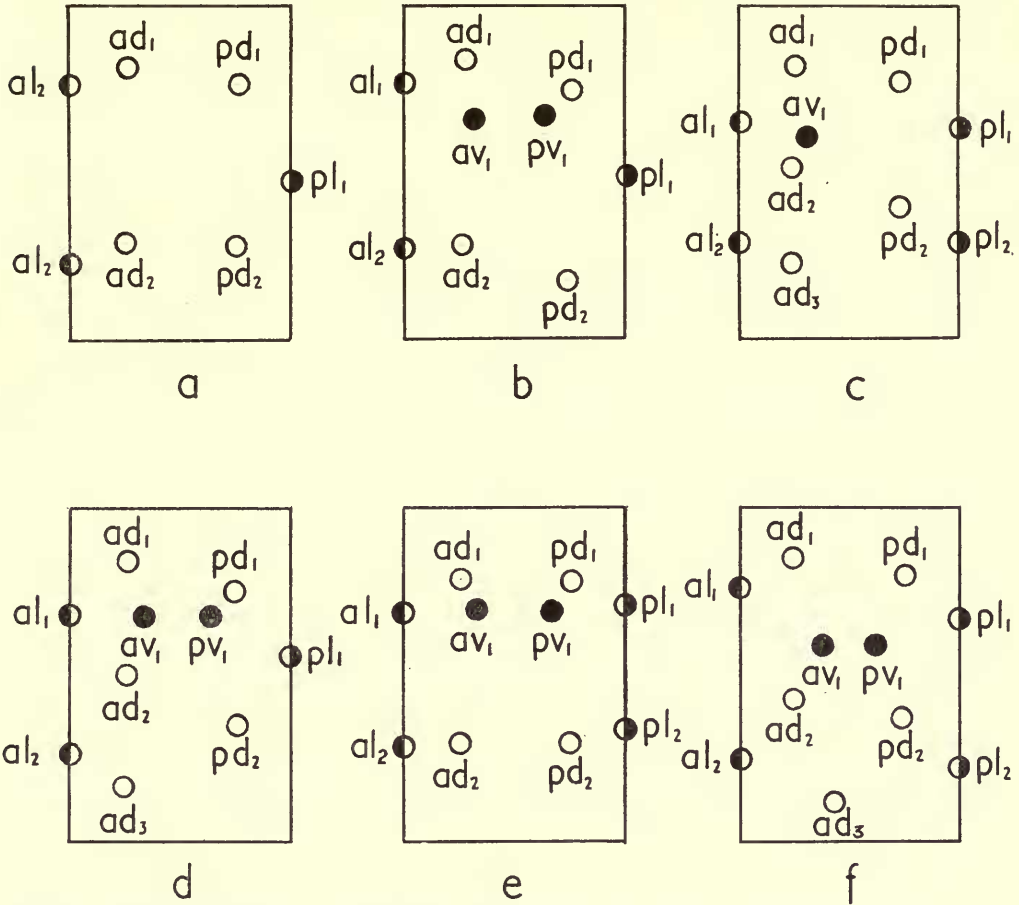 ad₁ pd₁
al₂
pl₁
al₂ ad₂ pd₂
a
ad₁ pd₁
al₁
av₁ pv₁
pl₁
al₂ ad₂
pd₂
b
ad₁ pd₁
av₁
al₁ pl₁
ad₂
al₂ pd₂ pl₂.
ad₃
c
ad₁ pd₁
al₁
av₁ pv₁ pl₁
ad₂
al₂ pd₂
ad₃
d
ad₁ pd₁
al₁ pl₁
av₁ pv₁
al₂ pl₂
ad₂ pd₂
e
ad₁ pd₁
al₁
pl₁
av₁ pv₁
ad₂ pd₂
al₂ pl₂
ad₃
f